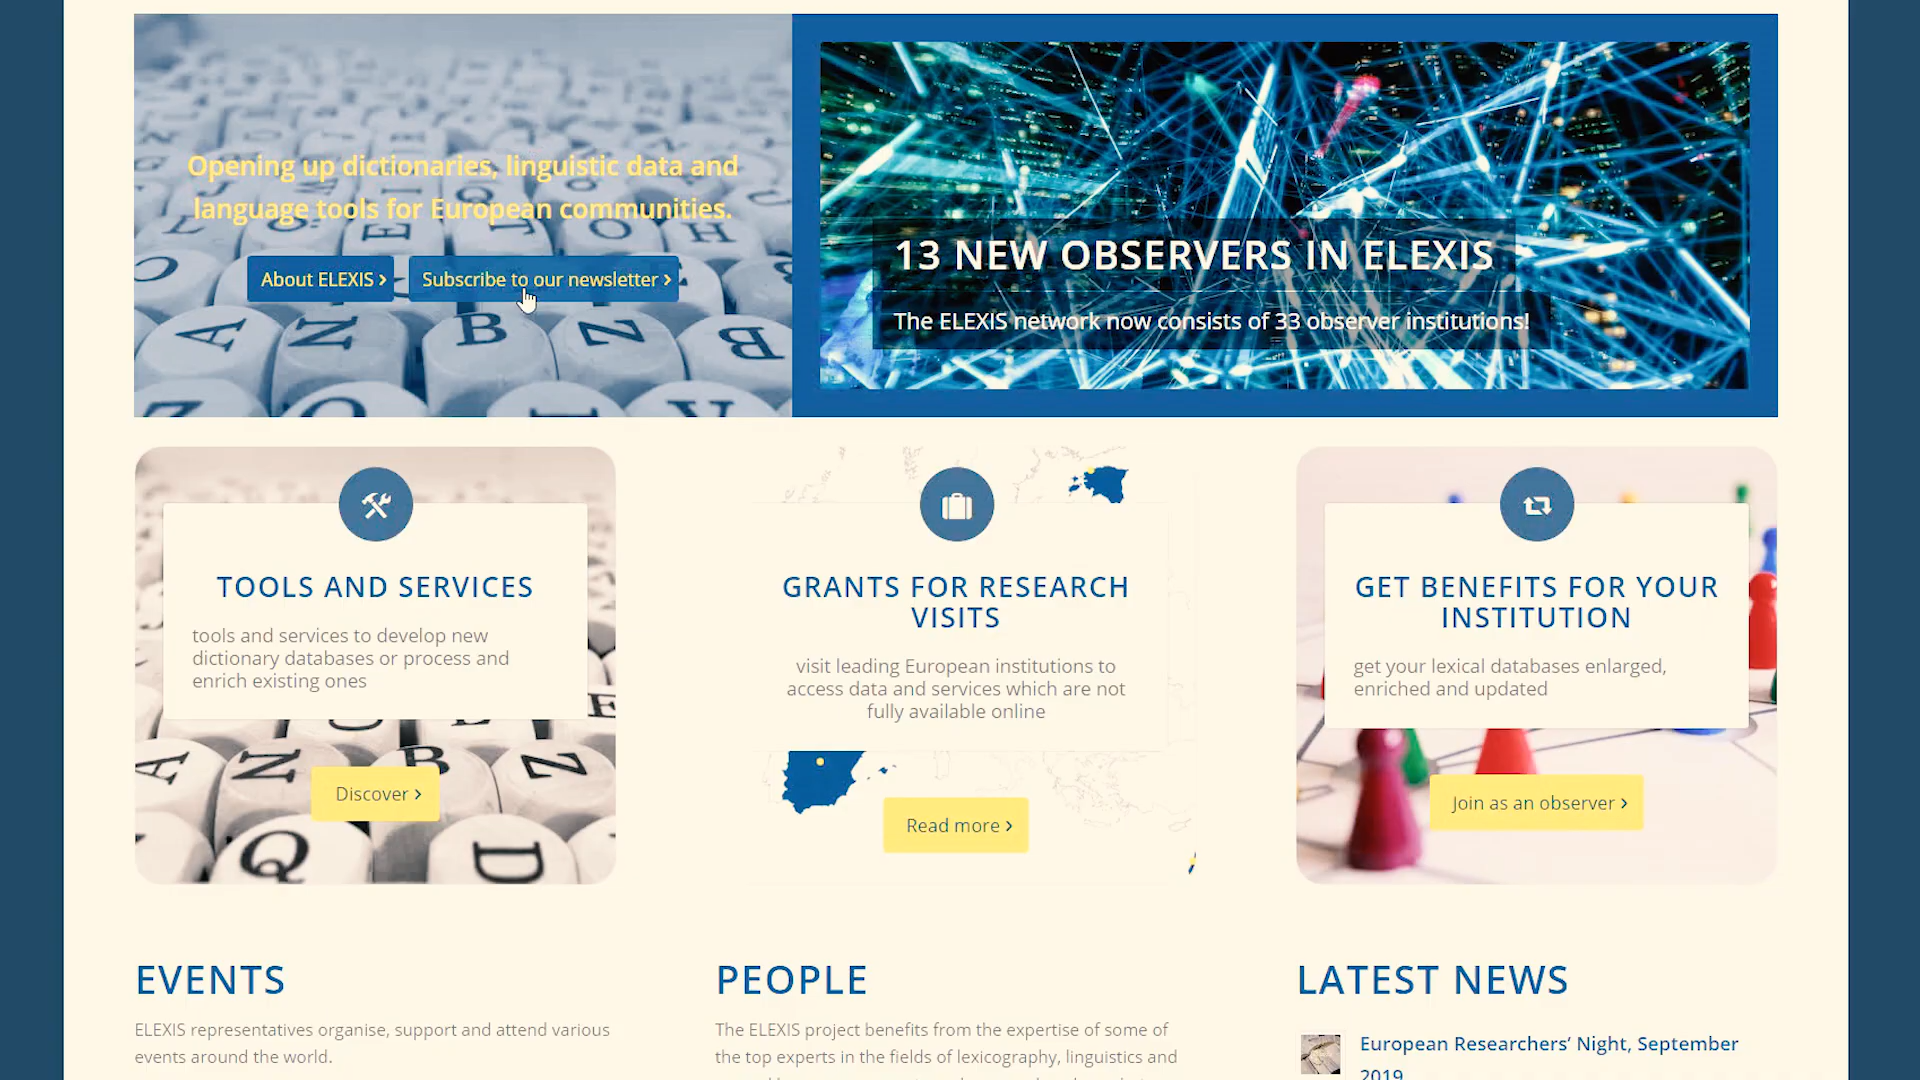 Opening up dictionaries, linguistic data and
language tools for European communities.
About ELEXIS
Subscribe to our newsletter
13 NEW OBSERVERS IN ELEXIS
The ELEXIS network now consists of 33 observer institutions!
TOOLS AND SERVICES
tools and services to develop new
dictionary databases or process and
enrich existing ones
Discover
GRANTS FOR RESEARCH
VISITS
visit leading European institutions to
access data and services which are not
fully available online
Read more
GET BENEFITS FOR YOUR
INSTITUTION
get your lexical databases enlarged,
enriched and updated
Join as an observer
EVENTS
ELEXIS representatives organise, support and attend various
events around the world.
PEOPLE
The ELEXIS project benefits from the expertise of some of
the top experts in the fields of lexicography, linguistics and
LATEST NEWS
European Researchers’ Night, September
2019